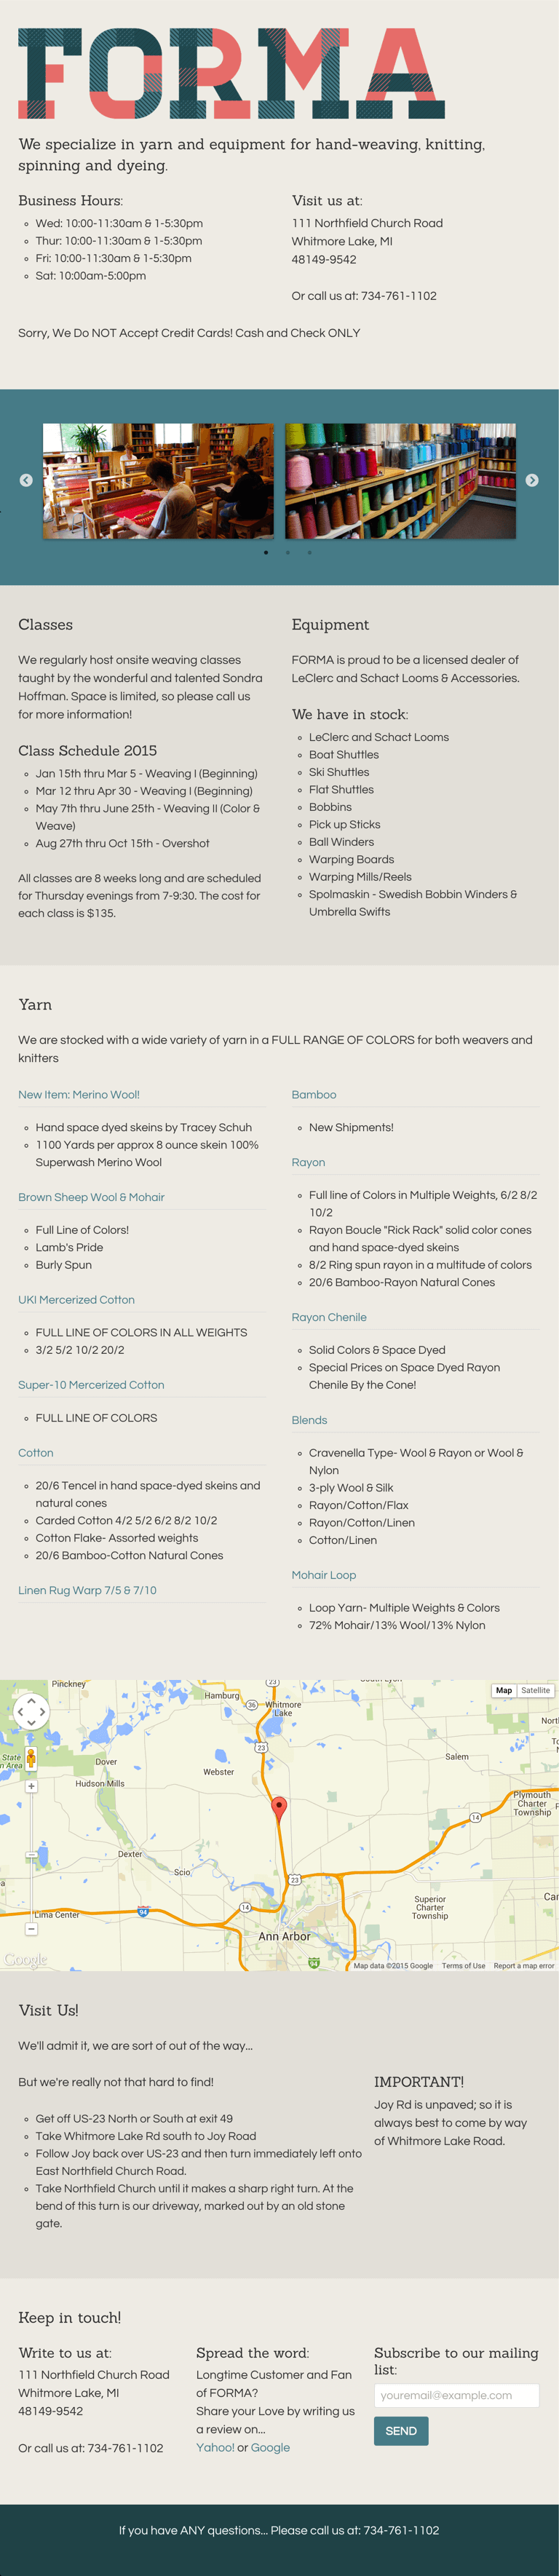 FORMA
We specialize in yarn and equipment for hand-weaving, knitting,
spinning and dyeing.
Business Hours:
Wed: 10:00-11:30am & 1-5:30pm
Thur: 10:00-11:30am & 1-5:30pm
Fri: 10:00-11:30am & 1-5:30pm
Sat: 10:00am-5:00pm
Visit us at:
111 Northfield Church Road
Whitmore Lake, MI
48149-9542
Or call us at: 734-761-1102
Sorry, We Do NOT Accept Credit Cards! Cash and Check ONLY
Classes
We regularly host onsite weaving classes
taught by the wonderful and talented Sondra
Hoffman. Space is limited, so please call us
for more information!
Class Schedule 2015
Jan 15th thru Mar 5 - Weaving I (Beginning)
Mar 12 thru Apr 30 - Weaving I (Beginning)
May 7th thru June 25th - Weaving II (Color &
Weave)
Aug 27th thru Oct 15th - Overshot
All classes are 8 weeks long and are scheduled
for Thursday evenings from 7-9:30. The cost for
each class is $135.
Equipment
FORMA is proud to be a licensed dealer of
LeClerc and Schact Looms & Accessories.
We have in stock:
LeClerc and Schact Looms
Boat Shuttles
Ski Shuttles
Flat Shuttles
Bobbins
Pick up Sticks
Ball Winders
Warping Boards
Warping Mills/Reels
Spolmaskin - Swedish Bobbin Winders &
Umbrella Swifts
Yarn
We are stocked with a wide variety of yarn in a FULL RANGE OF COLORS for both weavers and
knitters
New Item: Merino Wool!
Hand space dyed skeins by Tracey Schuh
1100 Yards per approx 8 ounce skein 100%
Superwash Merino Wool
Brown Sheep Wool & Mohair
Full Line of Colors!
Lamb's Pride
Burly Spun
UKI Mercerized Cotton
FULL LINE OF COLORS IN ALL WEIGHTS
3/2 5/2 10/2 20/2
Super-10 Mercerized Cotton
FULL LINE OF COLORS
Cotton
20/6 Tencel in hand space-dyed skeins and
natural cones
Carded Cotton 4/2 5/2 6/2 8/2 10/2
Cotton Flake- Assorted weights
20/6 Bamboo-Cotton Natural Cones
Linen Rug Warp 7/5 & 7/10
Bamboo
New Shipments!
Rayon
Full line of Colors in Multiple Weights, 6/2 8/2
10/2
Rayon Boucle "Rick Rack" solid color cones
and hand space-dyed skeins
8/2 Ring spun rayon in a multitude of colors
20/6 Bamboo-Rayon Natural Cones
Rayon Chenile
Solid Colors & Space Dyed
Special Prices on Space Dyed Rayon
Chenile By the Cone!
Blends
Cravenella Type- Wool & Rayon or Wool &
Nylon
3-ply Wool & Silk
Rayon/Cotton/Flax
Rayon/Cotton/Linen
Cotton/Linen
Mohair Loop
Loop Yarn- Multiple Weights & Colors
72% Mohair/13% Wool/13% Nylon
Pinckney
Hamburg
23
36
Whitmore
Lake
Map
Satellite
23
State
Dover
Webster
Salem
Hudson Mills
Plymouth
Charter
Township
14
Dexter
Scio
23
Superior
Charter
Township
Lima Center
94
14
Ann Arbor
94
Google
Map data ©2015 Google
Terms of Use
Report a map error
Visit Us!
We'll admit it, we are sort of out of the way...
But we're really not that hard to find!
Get off US-23 North or South at exit 49
Take Whitmore Lake Rd south to Joy Road
Follow Joy back over US-23 and then turn immediately left onto
East Northfield Church Road.
Take Northfield Church until it makes a sharp right turn. At the
bend of this turn is our driveway, marked out by an old stone
gate.
IMPORTANT!
Joy Rd is unpaved; so it is
always best to come by way
of Whitmore Lake Road.
Keep in touch!
Write to us at:
111 Northfield Church Road
Whitmore Lake, MI
48149-9542
Or call us at: 734-761-1102
Spread the word:
Longtime Customer and Fan
of FORMA?
Share your Love by writing us
a review on...
Yahoo! or Google
Subscribe to our mailing
list:
youremail@example.com
SEND
If you have ANY questions... Please call us at: 734-761-1102